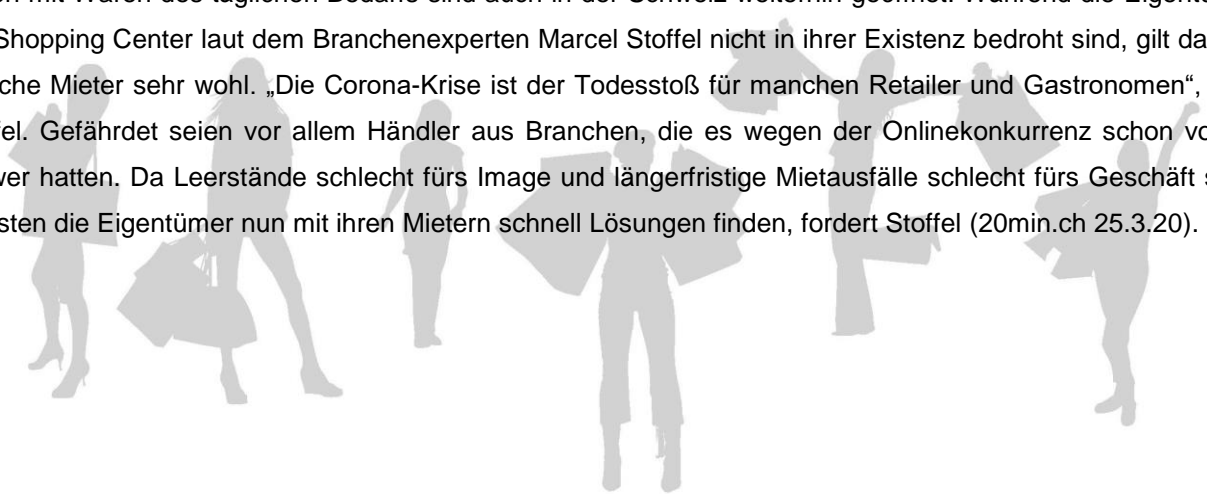 mit Waren des täglichen Bedarfs sind auch in der Schweiz weiterhin geöffnet. Während die
Shopping Center laut dem Branchenexperten Marcel Stoffel nicht in ihrer Existenz bedroht sind, gilt da
che Mieter sehr wohl. „Die Corona-Krise ist der Todesstoß für manchen Retailer und Gastronomen“,
fel. Gefährdet seien vor allem Händler aus Branchen, die es wegen der Onlinekonkurrenz schon vo
wer hatten. Da Leerstände schlecht fürs Image und längerfristige Mietausfälle schlecht fürs Geschäft s
sten die Eigentümer nun mit ihren Mietern schnell Lösungen finden, fordert Stoffel (20min.ch 25.3.20).